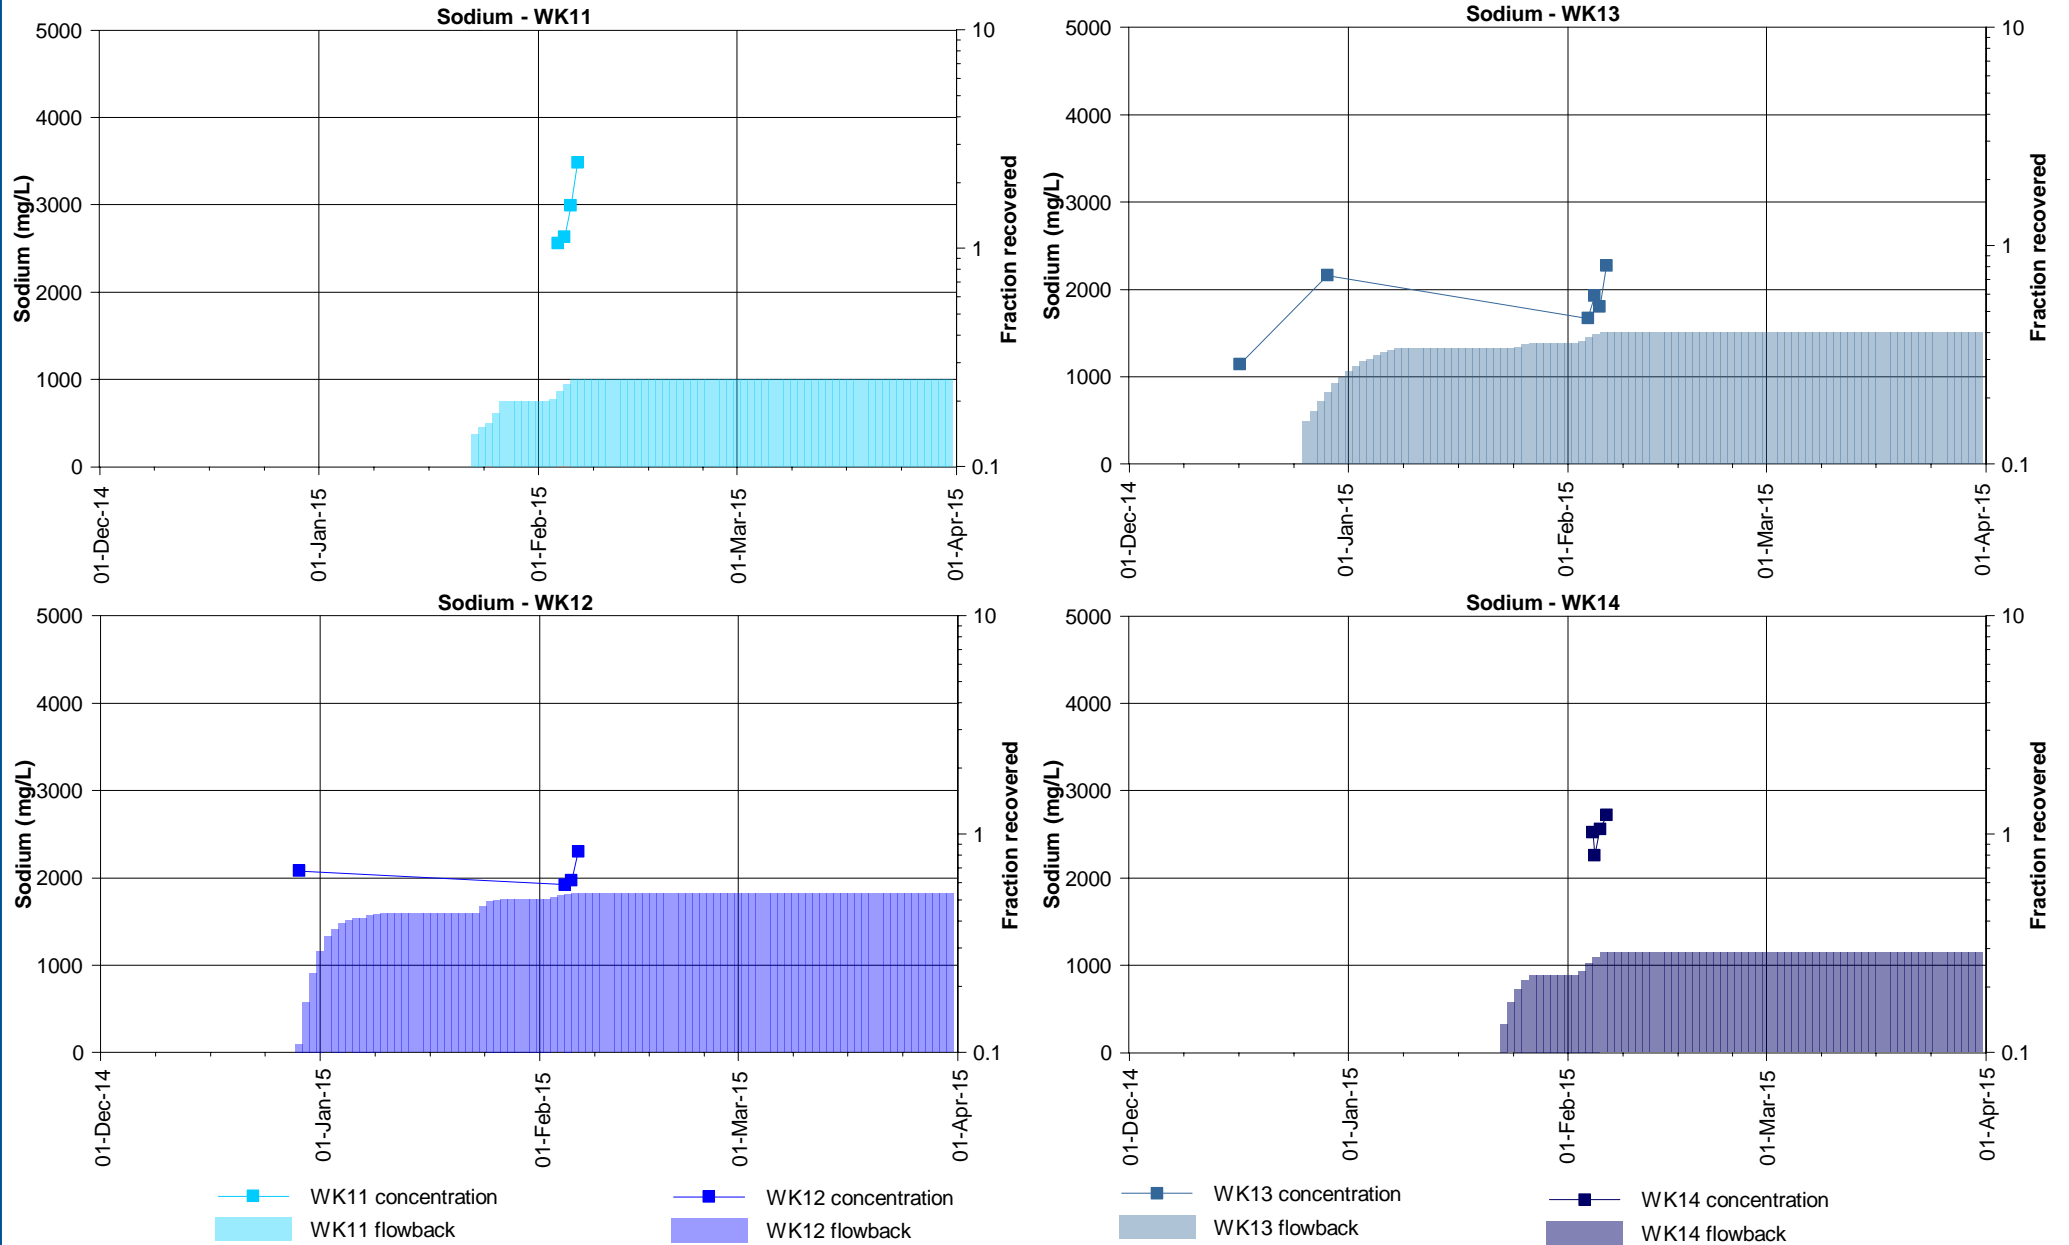 Sodium - WK11
5000
4000
3000
2000
1000
0
Sodium (mg/L)
10
1
0.1
Fraction recovered
01-Dec-14
01-Jan-15
01-Feb-15
01-Mar-15
01-Apr-15
Sodium - WK13
5000
4000
3000
2000
1000
0
Sodium (mg/L)
10
1
0.1
Fraction recovered
01-Dec-14
01-Jan-15
01-Feb-15
01-Mar-15
01-Apr-15
Sodium - WK12
5000
4000
3000
2000
1000
0
Sodium (mg/L)
10
1
0.1
Fraction recovered
01-Dec-14
01-Jan-15
01-Feb-15
01-Mar-15
01-Apr-15
Sodium - WK14
5000
4000
3000
2000
1000
0
Sodium (mg/L)
10
1
0.1
Fraction recovered
01-Dec-14
01-Jan-15
01-Feb-15
01-Mar-15
01-Apr-15
WK11 concentration
WK11 flowback
WK12 concentration
WK12 flowback
WK13 concentration
WK13 flowback
WK14 concentration
WK14 flowback